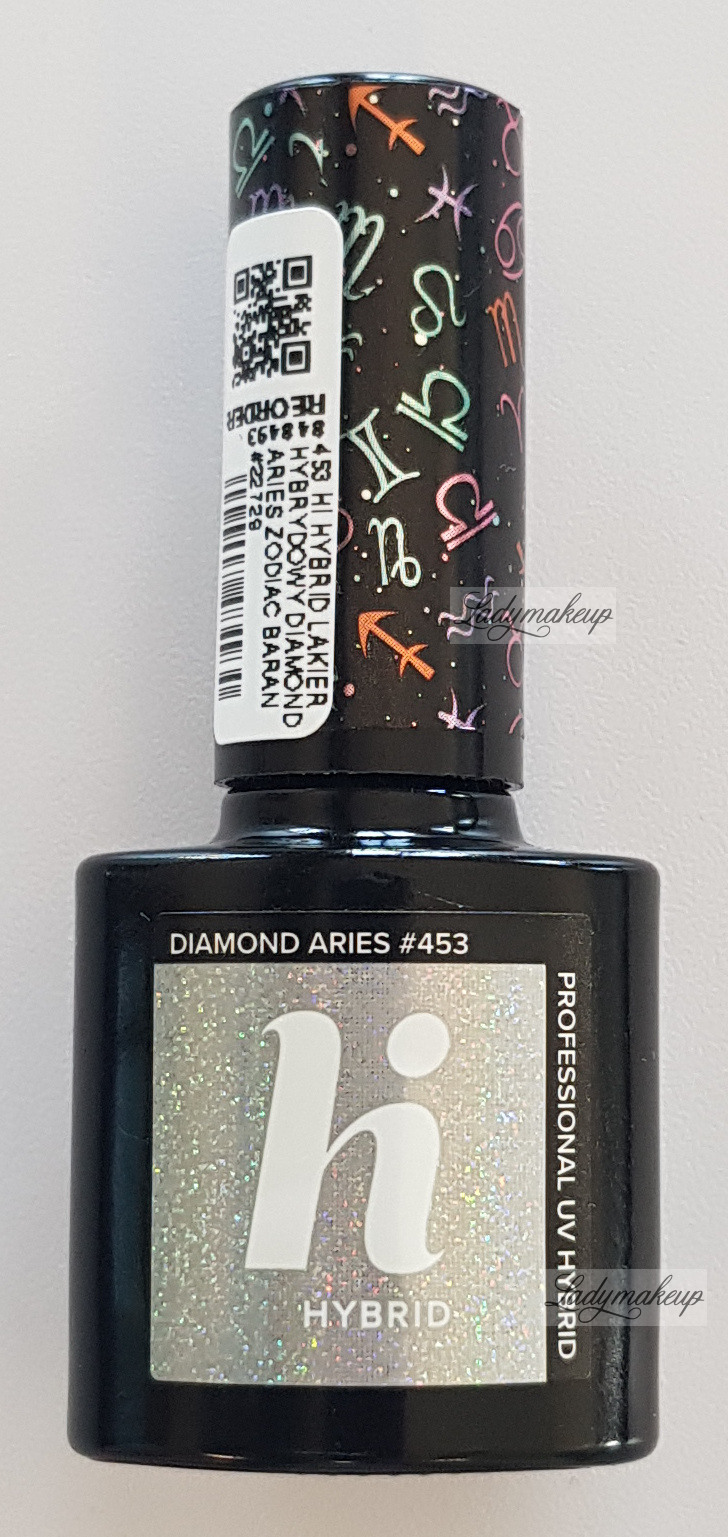 RE ORDER
848493
453 HI HYBRID LAKIER
HYBRYDOWY DIAMOND
ARIES ZODIAC BARAN
#22729
Ladymakeup
DIAMOND ARIES #453
hi
HYBRID
PROFESSIONAL UV HYBRID
Ladymakeup